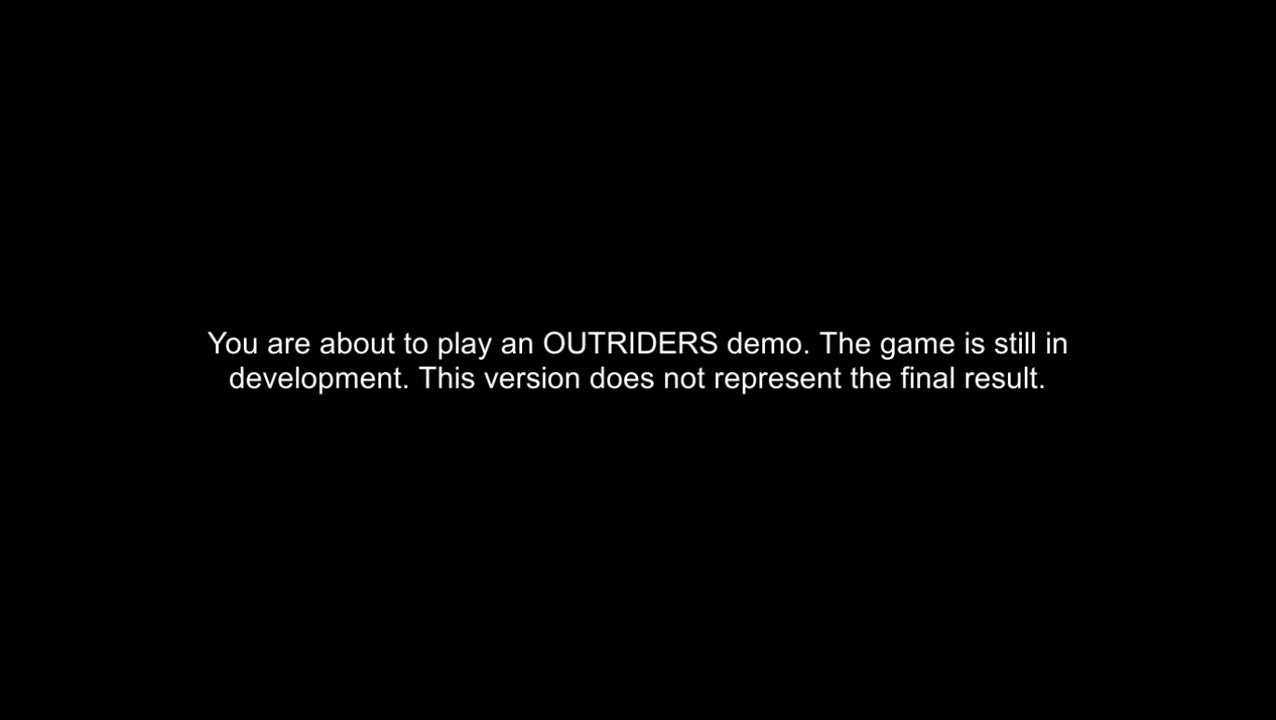 You are about to play an OUTRIDERS demo. The game is still in
development. This version does not represent the final result.